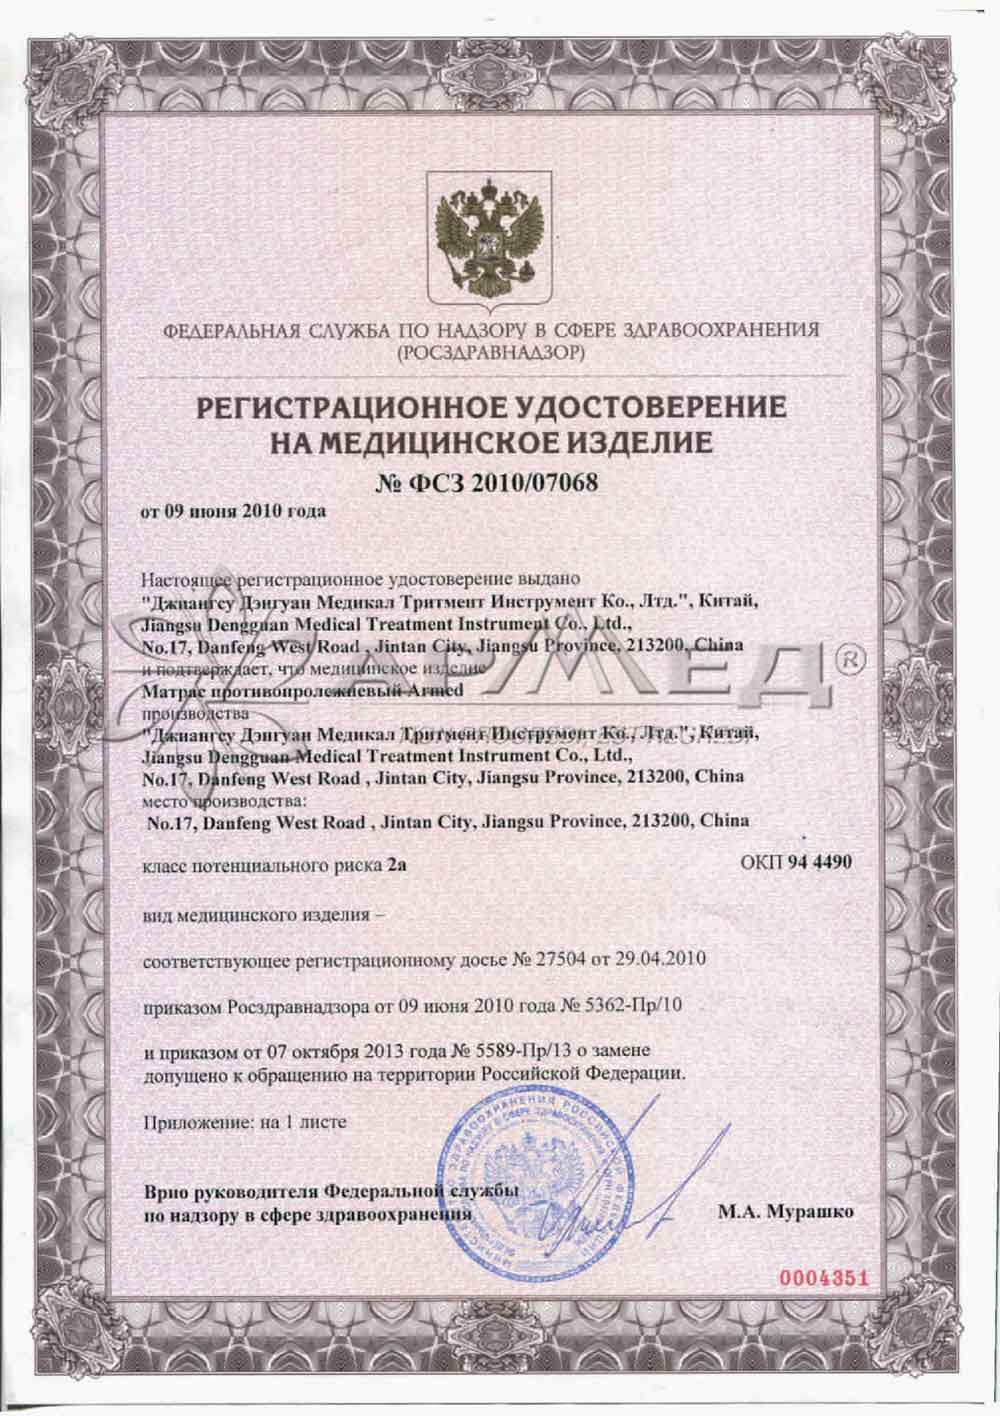 ФЕДЕРАЛЬНАЯ СЛУЖБА ПО НАДЗОРУ В СФЕРЕ ЗДРАВООХРАНЕНИЯ
(РОСЗДРАВНАДЗОР)
РЕГИСТРАЦИОННОЕ УДОСТОВЕРЕНИЕ
НА МЕДИЦИНСКОЕ ИЗДЕЛИЕ
№ ФСЗ 2010/07068
от 09 июня 2010 года
Настоящее регистрационное удостоверение выдано
"Джиангсу Дэнгуан Медикал Тритмент Инструмент Ко., Лтд.", Китай,
Jiangsu Dengguan Medical Treatment Instrument Co., Ltd.,
No.17, Danfeng West Road , Jintan City, Jiangsu Province, 213200, China
и подтверждает, что медицинское изделие
АРМЕД®
Матрас противопролежневый Armed
производства
"Джиангсу Дэнгуан Медикал Тритмент Инструмент Ко., Лтд.", Китай,
Jiangsu Dengguan Medical Treatment Instrument Co., Ltd.,
No.17, Danfeng West Road , Jintan City, Jiangsu Province, 213200, China
место производства:
No.17, Danfeng West Road , Jintan City, Jiangsu Province, 213200, China
класс потенциального риска 2а ОКП 94 4490
вид медицинского изделия –
соответствующее регистрационному досье № 27504 от 29.04.2010
приказом Росздравнадзора от 09 июня 2010 года № 5362-Пр/10
и приказом от 07 октября 2013 года № 5589-Пр/13 о замене
допущено к обращению на территории Российской Федерации.
Приложение: на 1 листе
Врио руководителя Федеральной службы
по надзору в сфере здравоохранения М.А. Мурашко
0004351